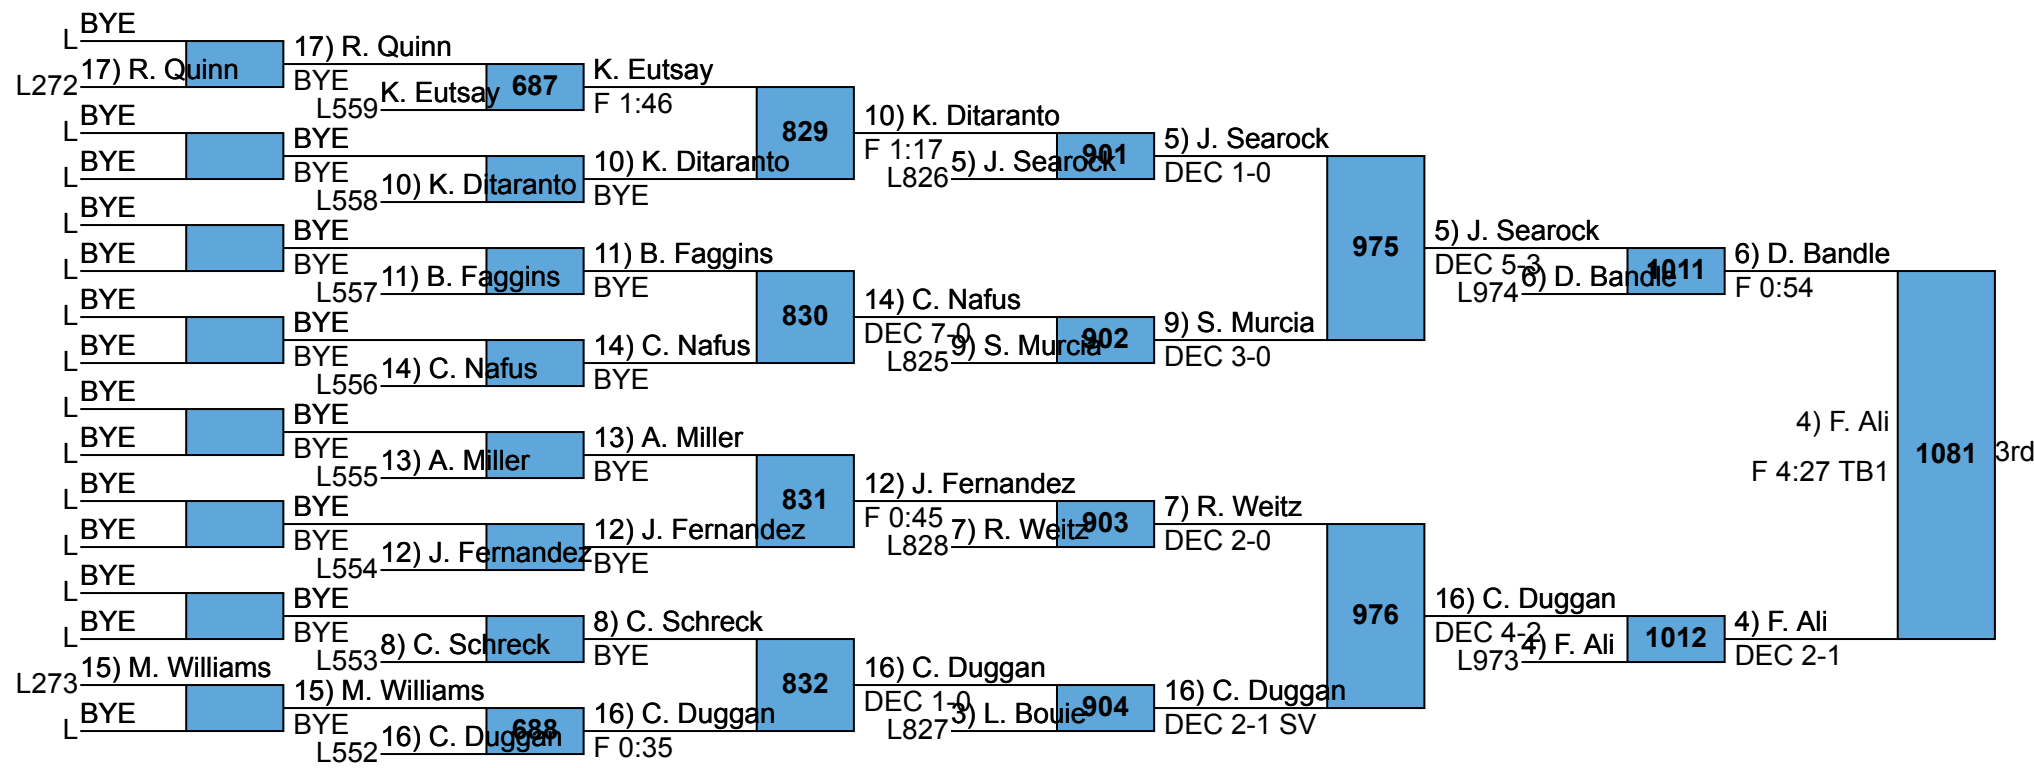 BYE
L
17) R. Quinn
L272
17) R. Quinn
BYE
K. Eutsay
L559
687
K. Eutsay
F 1:46
BYE
L
BYE
L
BYE
BYE
10) K. Ditaranto
L558
10) K. Ditaranto
BYE
829
10) K. Ditaranto
F 1:17
5) J. Searock
L826
901
5) J. Searock
DEC 1-0
BYE
L
BYE
L
BYE
BYE
11) B. Faggins
L557
11) B. Faggins
BYE
BYE
L
BYE
L
BYE
BYE
14) C. Nafus
L556
14) C. Nafus
BYE
830
14) C. Nafus
DEC 7-0
9) S. Murcia
L825
902
9) S. Murcia
DEC 3-0
975
5) J. Searock
DEC 5-3
6) D. Bandle
L974
1011
6) D. Bandle
F 0:54
BYE
L
BYE
L
BYE
BYE
13) A. Miller
L555
13) A. Miller
BYE
BYE
L
BYE
L
BYE
BYE
12) J. Fernandez
L554
12) J. Fernandez
BYE
831
12) J. Fernandez
F 0:45
7) R. Weitz
L828
903
7) R. Weitz
DEC 2-0
BYE
L
BYE
L
BYE
BYE
8) C. Schreck
L553
8) C. Schreck
BYE
15) M. Williams
L273
BYE
L
15) M. Williams
BYE
16) C. Duggan
L552
688
16) C. Duggan
F 0:35
832
16) C. Duggan
DEC 1-0
3) L. Bouie
L827
904
16) C. Duggan
DEC 2-1 SV
976
16) C. Duggan
DEC 4-2
4) F. Ali
L973
1012
4) F. Ali
DEC 2-1
4) F. Ali
F 4:27 TB1
1081
3rd